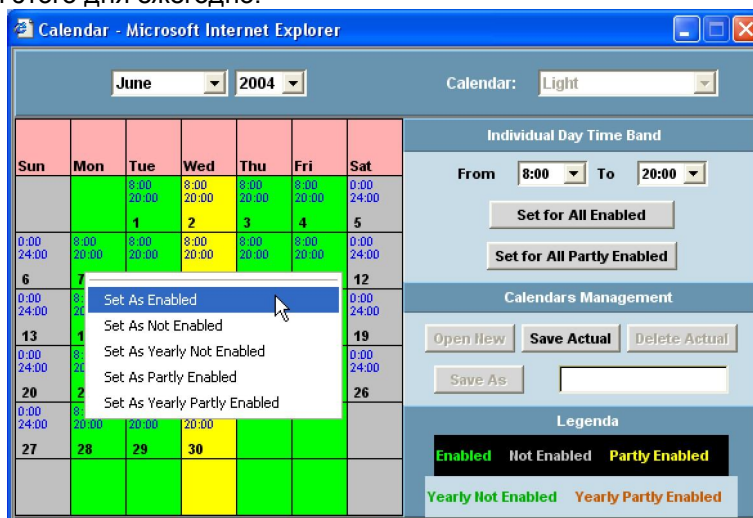 этого дня ежегодно.
Calendar - Microsoft Internet Explorer
June 2004 Calendar: Light
Individual Day Time Band
Sun Mon Tue Wed Thu Fri Sat
From 8:00 To 20:00
8:00 8:00 8:00 8:00 0:00
20:00 20:00 20:00 20:00 24:00
1 2 3 4 5
Set for All Enabled
0:00 8:00 8:00 8:00 8:00 8:00 0:00
24:00 20:00 20:00 20:00 20:00 20:00 24:00
Set for All Partly Enabled
6 7 12
Set As Enabled
Set As Not Enabled
Set As Yearly Not Enabled
Set As Partly Enabled
Set As Yearly Partly Enabled
0:00 0:00
24:00 24:00
13 19
0:00 0:00
24:00 24:00
20 26
0:00
24:00 20:00 20:00 20:00
27 28 29 30
Calendars Management
Open New Save Actual Delete Actual
Save As
Legenda
Enabled Not Enabled Partly Enabled
Yearly Not Enabled Yearly Partly Enabled